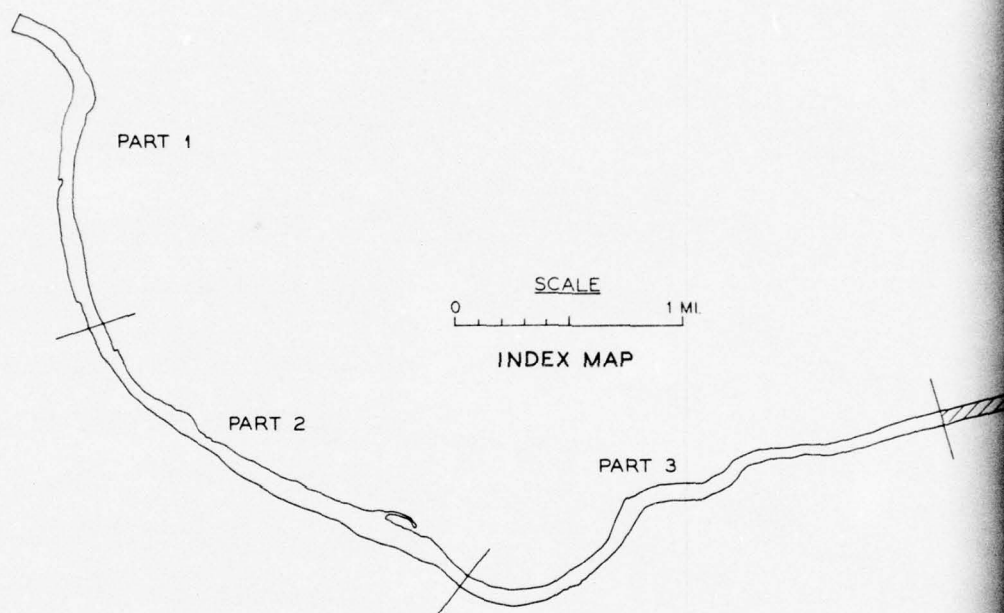 PART 1
SCALE
0 1 MI.
INDEX MAP
PART 2
PART 3